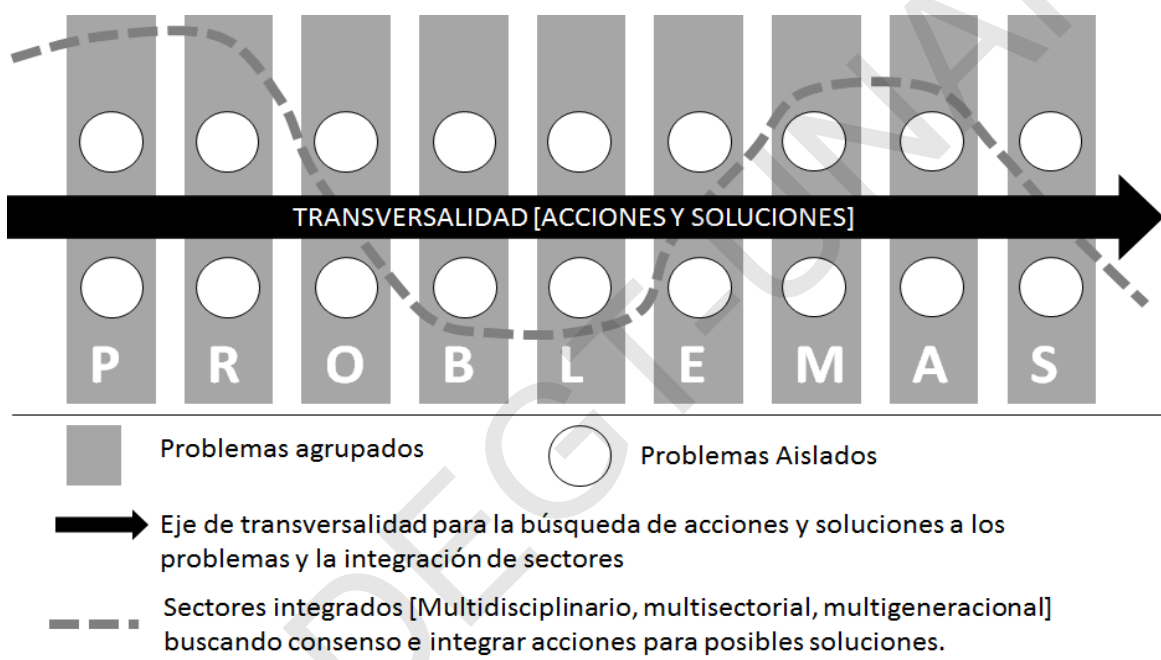 TRANSVERSALIDAD [ACCIONES Y SOLUCIONES]
P R O B L E M A S
Problemas agrupados
Problemas Aislados
Eje de transversalidad para la búsqueda de acciones y soluciones a los
problemas y la integración de sectores
Sectores integrados [Multidisciplinario, multisectorial, multigeneracional]
buscando consenso e integrar acciones para posibles soluciones.